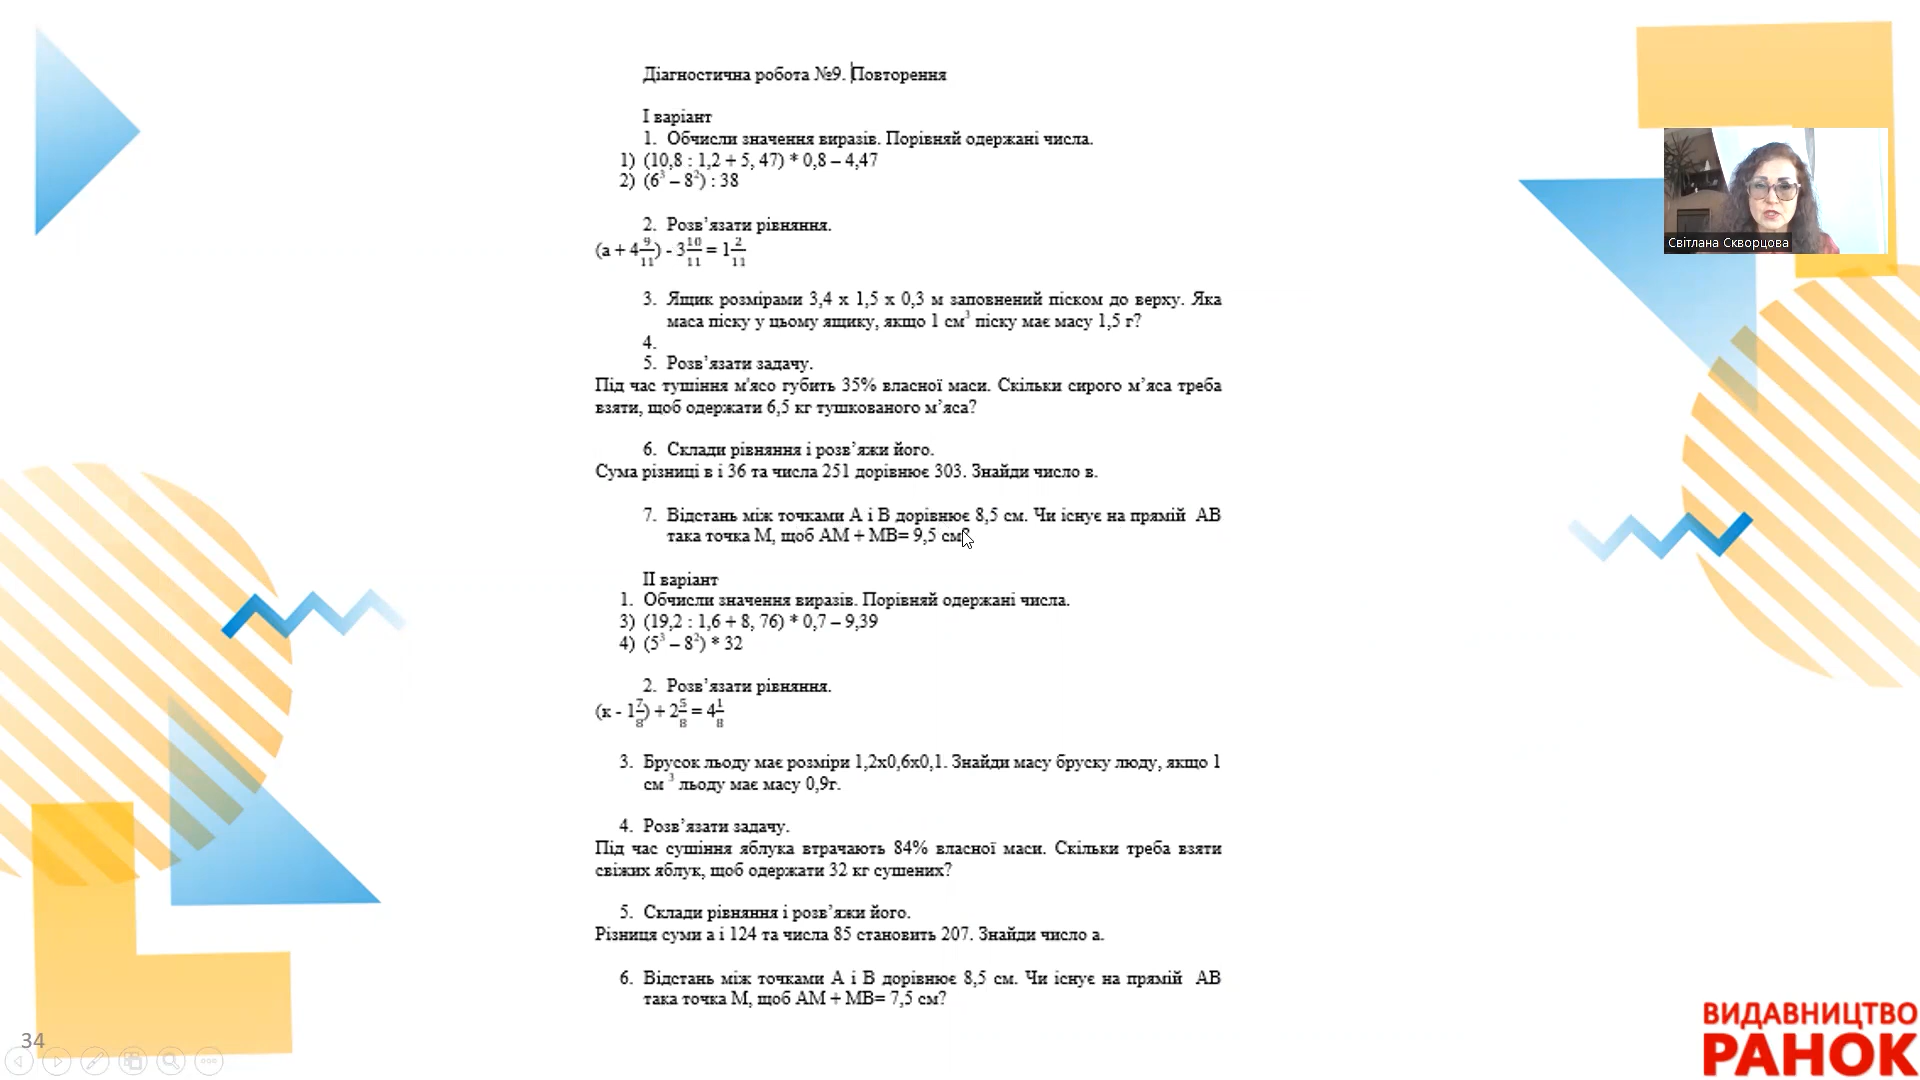 Діагностична робота №9. Повторення
І варіант
1. Обчисли значення виразів. Порівняй одержані числа.
1) (10,8 : 1,2 + 5, 47) * 0,8 – 4,47
2) (6³ – 8²) : 38
2. Розв’язати рівняння.
(а + 4 9/11) - 3 10/11 = 1 2/11
3. Ящик розмірами 3,4 х 1,5 х 0,3 м заповнений піском до верху. Яка
маса піску у цьому ящику, якщо 1 см³ піску має масу 1,5 г?
4.
5. Розв’язати задачу.
Під час тушіння м'ясо губить 35% власної маси. Скільки сирого м’яса треба
взяти, щоб одержати 6,5 кг тушкованого м’яса?
6. Склади рівняння і розв’яжи його.
Сума різниці в і 36 та числа 251 дорівнює 303. Знайди число в.
7. Відстань між точками А і В дорівнює 8,5 см. Чи існує на прямій АВ
така точка М, щоб АМ + МВ= 9,5 см?
ІІ варіант
1. Обчисли значення виразів. Порівняй одержані числа.
3) (19,2 : 1,6 + 8, 76) * 0,7 – 9,39
4) (5³ – 8²) * 32
2. Розв’язати рівняння.
(к - 1 7/8) + 2 5/8 = 4 1/8
3. Брусок льоду має розміри 1,2х0,6х0,1. Знайди масу бруску люду, якщо 1
см ³ льоду має масу 0,9г.
4. Розв’язати задачу.
Під час сушіння яблука втрачають 84% власної маси. Скільки треба взяти
свіжих яблук, щоб одержати 32 кг сушених?
5. Склади рівняння і розв’яжи його.
Різниця суми а і 124 та числа 85 становить 207. Знайди число а.
6. Відстань між точками А і В дорівнює 8,5 см. Чи існує на прямій АВ
така точка М, щоб АМ + МВ= 7,5 см?
Світлана Скворцова
34
ВИДАВНИЦТВО
РАНОК